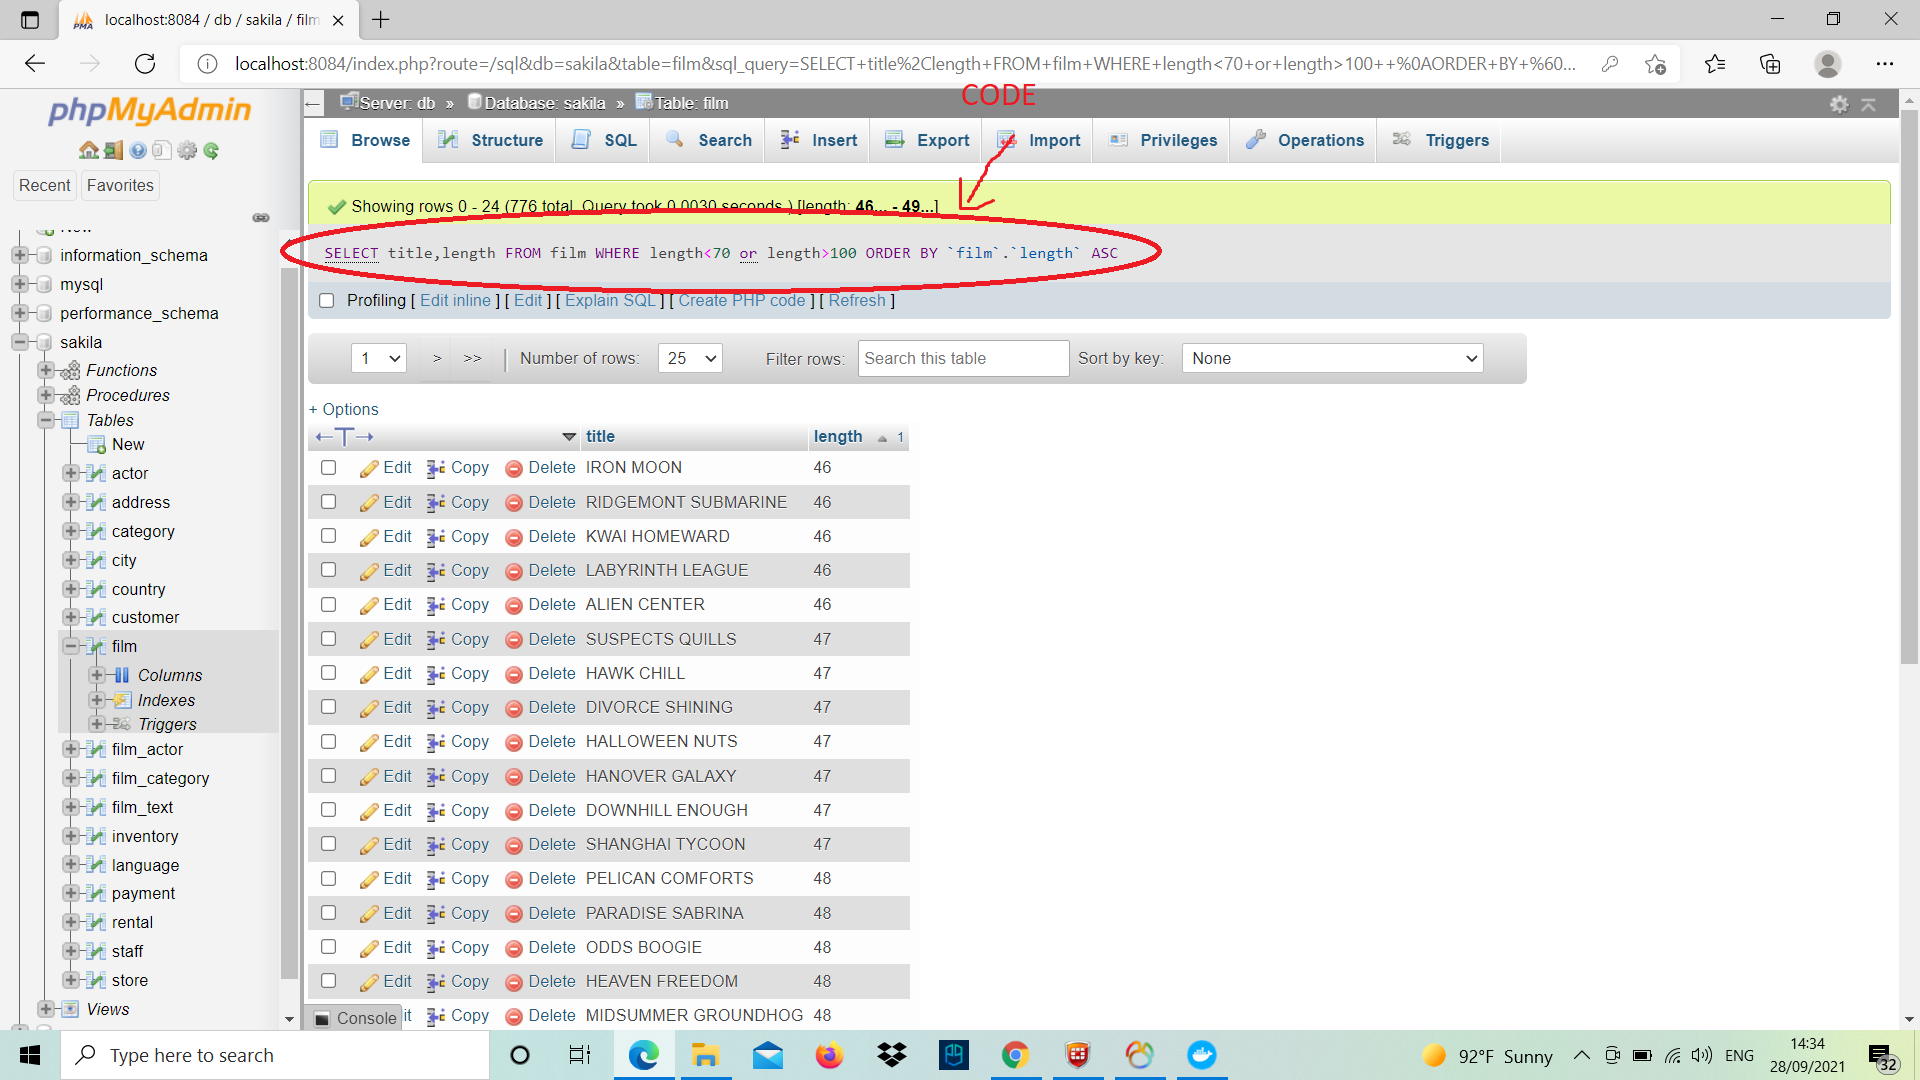 localhost:8084 / db / sakila / film
localhost:8084/index.php?route=/sql&db=sakila&table=film&sql_query=SELECT+title%2Clength+FROM+film+WHERE+length<70+or+length>100++%0AORDER+BY+%60...
phpMyAdmin
Recent
Favorites
New
information_schema
mysql
performance_schema
sakila
Functions
Procedures
Tables
New
actor
address
category
city
country
customer
film
Columns
Indexes
Triggers
film_actor
film_category
film_text
inventory
language
payment
rental
staff
store
Views
Server: db » Database: sakila » Table: film
CODE
Browse Structure SQL Search Insert Export Import Privileges Operations Triggers
Showing rows 0 - 24 (776 total, Query took 0.0030 seconds.) [length: 46... - 49...]
SELECT title,length FROM film WHERE length<70 or length>100 ORDER BY `film`.`length` ASC
Profiling [ Edit inline ] [ Edit ] [ Explain SQL ] [ Create PHP code ] [ Refresh ]
1 > >> | Number of rows: 25 Filter rows: Search this table Sort by key: None
+ Options
←T→ title length 1
Edit Copy Delete IRON MOON 46
Edit Copy Delete RIDGEMONT SUBMARINE 46
Edit Copy Delete KWAI HOMEWARD 46
Edit Copy Delete LABYRINTH LEAGUE 46
Edit Copy Delete ALIEN CENTER 46
Edit Copy Delete SUSPECTS QUILLS 47
Edit Copy Delete HAWK CHILL 47
Edit Copy Delete DIVORCE SHINING 47
Edit Copy Delete HALLOWEEN NUTS 47
Edit Copy Delete HANOVER GALAXY 47
Edit Copy Delete DOWNHILL ENOUGH 47
Edit Copy Delete SHANGHAI TYCOON 47
Edit Copy Delete PELICAN COMFORTS 48
Edit Copy Delete PARADISE SABRINA 48
Edit Copy Delete ODDS BOOGIE 48
Edit Copy Delete HEAVEN FREEDOM 48
Console it Copy Delete MIDSUMMER GROUNDHOG 48
Type here to search
92°F Sunny
ENG
14:34
28/09/2021
32